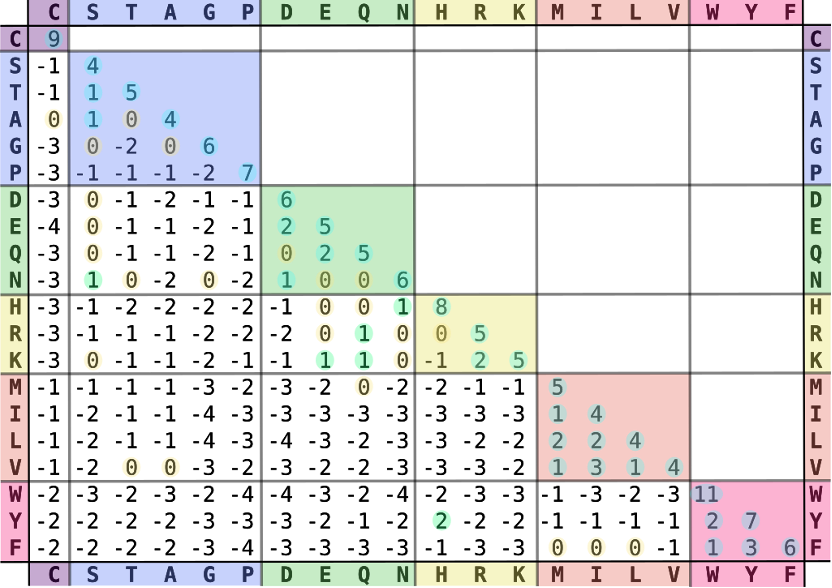 C S T A G P D E Q N H R K M I L V W Y F
C 9 C
S -1 4 S
T -1 1 5 T
A 0 1 0 4 A
G -3 0 -2 0 6 G
P -3 -1 -1 -1 -2 7 P
D -3 0 -1 -2 -1 -1 6 D
E -4 0 -1 -1 -2 -1 2 5 E
Q -3 0 -1 -1 -2 -1 0 2 5 Q
N -3 1 0 -2 0 -2 1 0 0 6 N
H -3 -1 -2 -2 -2 -2 -1 0 0 1 8 H
R -3 -1 -1 -1 -2 -2 -2 0 1 0 0 5 R
K -3 0 -1 -1 -2 -1 -1 1 1 0 -1 2 5 K
M -1 -1 -1 -1 -3 -2 -3 -2 0 -2 -2 -1 -1 5 M
I -1 -2 -1 -1 -4 -3 -3 -3 -3 -3 -3 -3 -3 1 4 I
L -1 -2 -1 -1 -4 -3 -4 -3 -2 -3 -3 -2 -2 2 2 4 L
V -1 -2 0 0 -3 -2 -3 -2 -2 -3 -3 -3 -2 1 3 1 4 V
W -2 -3 -2 -3 -2 -4 -4 -3 -2 -4 -2 -3 -3 -1 -3 -2 -3 11 W
Y -2 -2 -2 -2 -3 -3 -3 -2 -1 -2 2 -2 -2 -1 -1 -1 -1 2 7 Y
F -2 -2 -2 -2 -3 -4 -3 -3 -3 -3 -1 -3 -3 0 0 0 -1 1 3 6 F
C S T A G P D E Q N H R K M I L V W Y F